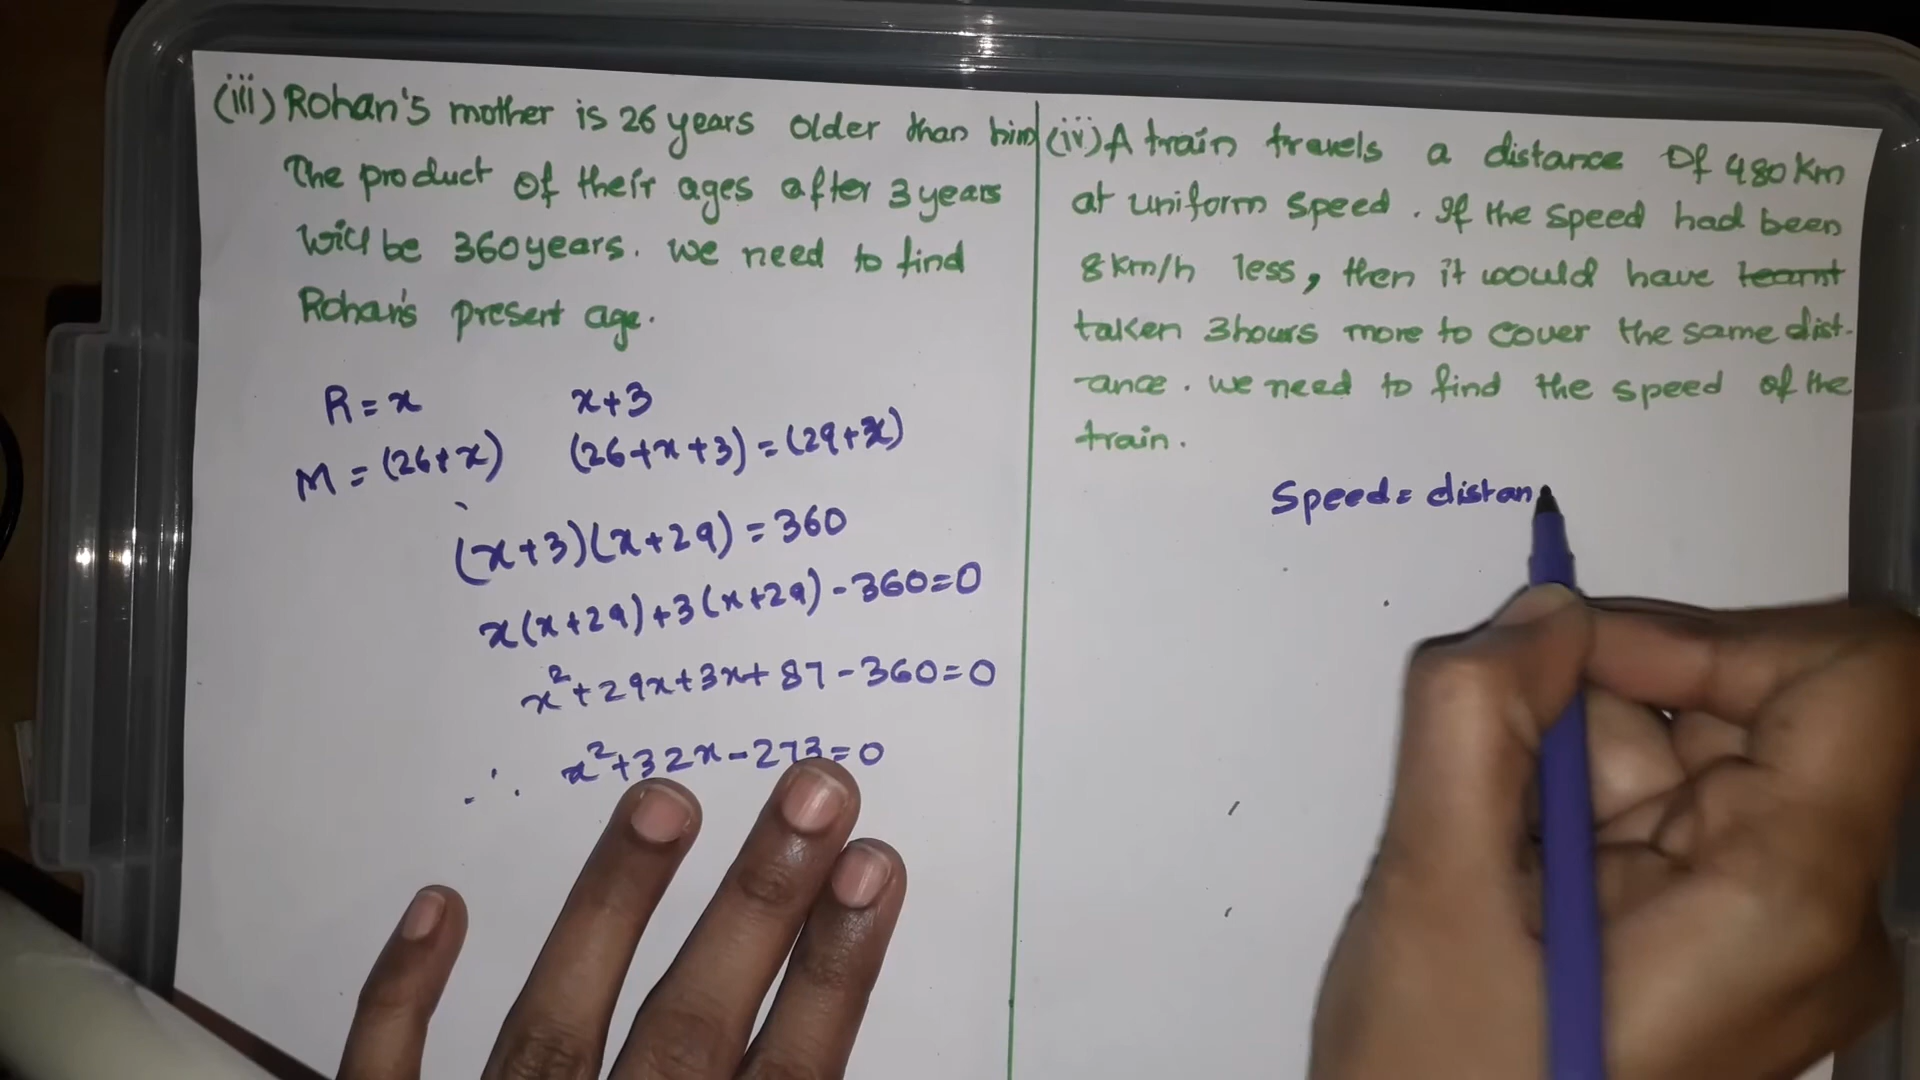 (iii) Rohan's mother is 26 years older than him
The product of their ages after 3 years
will be 360 years. We need to find
Rohan's present age.
R = x x+3
M = (26+x) (26+x+3) = (29+x)
(x+3)(x+29) = 360
x(x+29)+3(x+29)-360=0
x²+29x+3x+87-360=0
∴ x²+32x-273=0
(iv) A train travels a distance of 480 Km
at uniform speed. If the speed had been
8 Km/h less, then it would have
taken 3 hours more to cover the same dist-
-ance. We need to find the speed of the
train.
Speed = distan